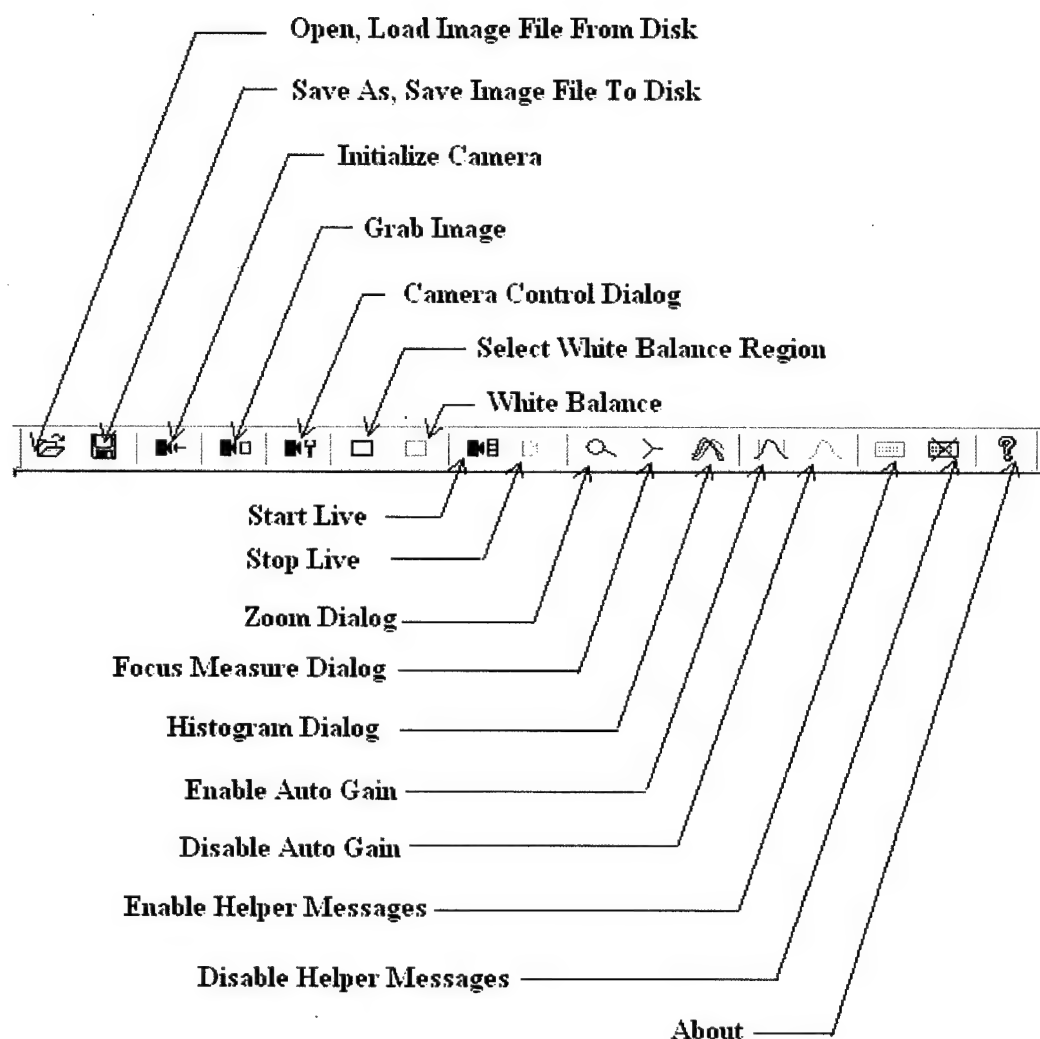 Open, Load Image File From Disk
Save As, Save Image File To Disk
Initialize Camera
Grab Image
Camera Control Dialog
Select White Balance Region
White Balance
Start Live
Stop Live
Zoom Dialog
Focus Measure Dialog
Histogram Dialog
Enable Auto Gain
Disable Auto Gain
Enable Helper Messages
Disable Helper Messages
About